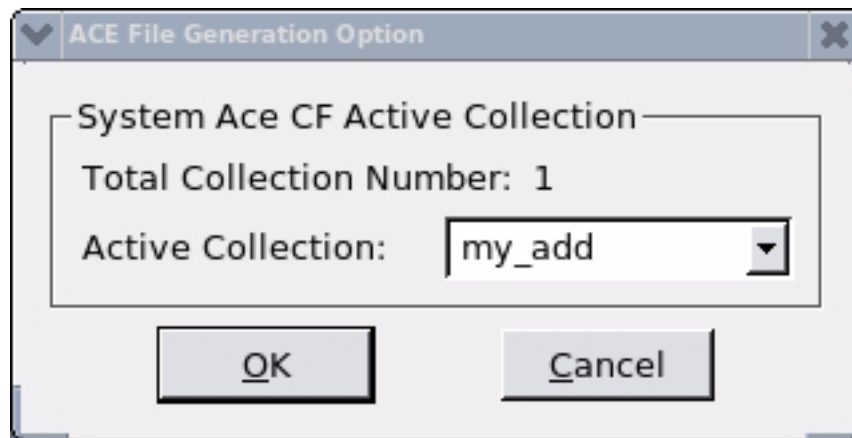 ACE File Generation Option
System Ace CF Active Collection
Total Collection Number: 1
Active Collection: my_add
OK Cancel